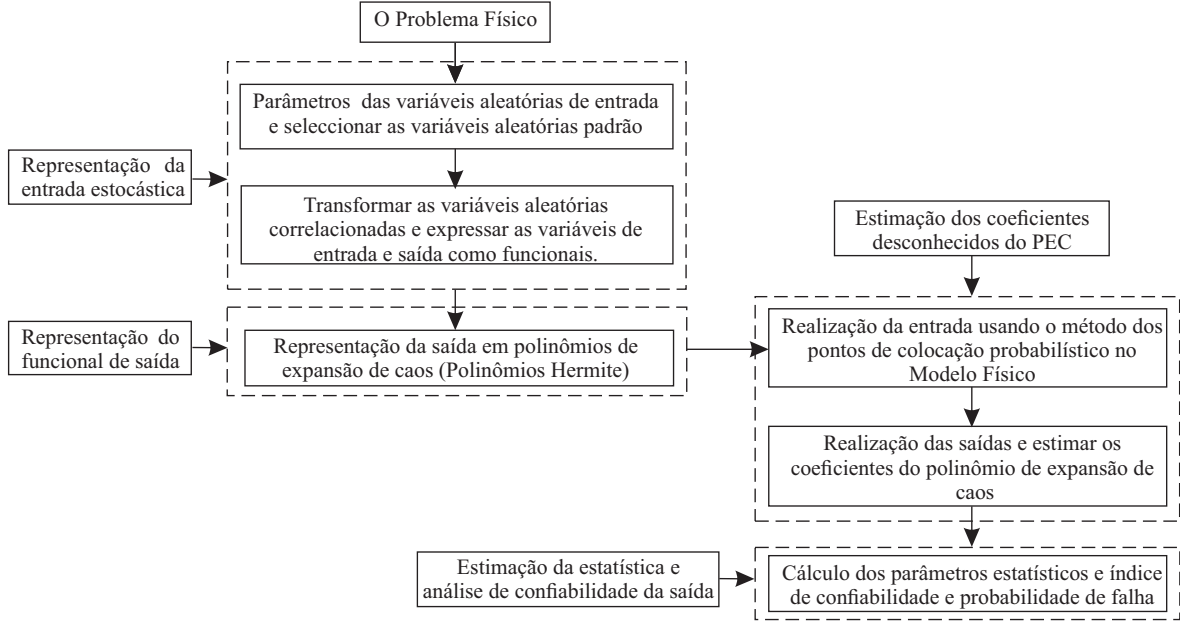 O Problema Físico
Parâmetros das variáveis aleatórias de entrada
e seleccionar as variáveis aleatórias padrão
Representação da
entrada estocástica
Transformar as variáveis aleatórias
correlacionadas e expressar as variáveis de
entrada e saída como funcionais.
Representação do
funcional de saída
Representação da saída em polinômios de
expansão de caos (Polinômios Hermite)
Estimação dos coeficientes
desconhecidos do PEC
Realização da entrada usando o método dos
pontos de colocação probabilístico no
Modelo Físico
Realização das saídas e estimar os
coeficientes do polinômio de expansão de
caos
Estimação da estatística e
análise de confiabilidade da saída
Cálculo dos parâmetros estatísticos e índice
de confiabilidade e probabilidade de falha